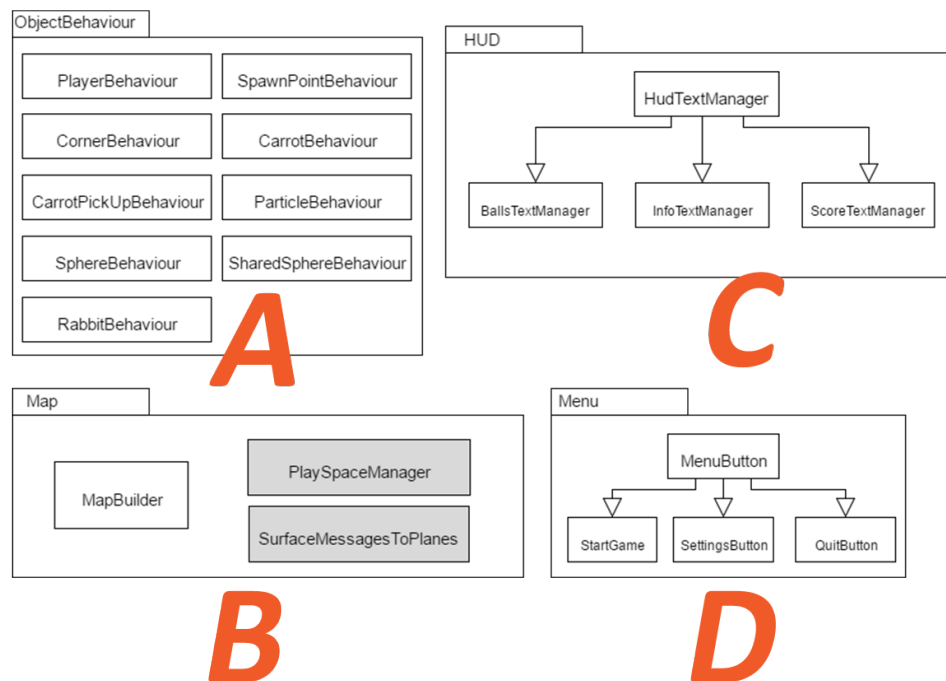 ObjectBehaviour
PlayerBehaviour
SpawnPointBehaviour
CornerBehaviour
CarrotBehaviour
CarrotPickUpBehaviour
ParticleBehaviour
SphereBehaviour
SharedSphereBehaviour
RabbitBehaviour
A
HUD
HudTextManager
BallsTextManager
InfoTextManager
ScoreTextManager
C
Map
MapBuilder
PlaySpaceManager
SurfaceMessagesToPlanes
B
Menu
MenuButton
StartGame
SettingsButton
QuitButton
D